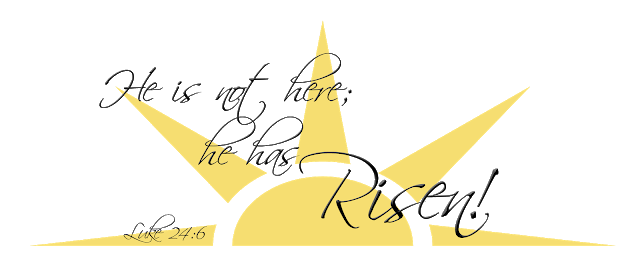 He is not here;
he has
Risen!
Luke 24:6